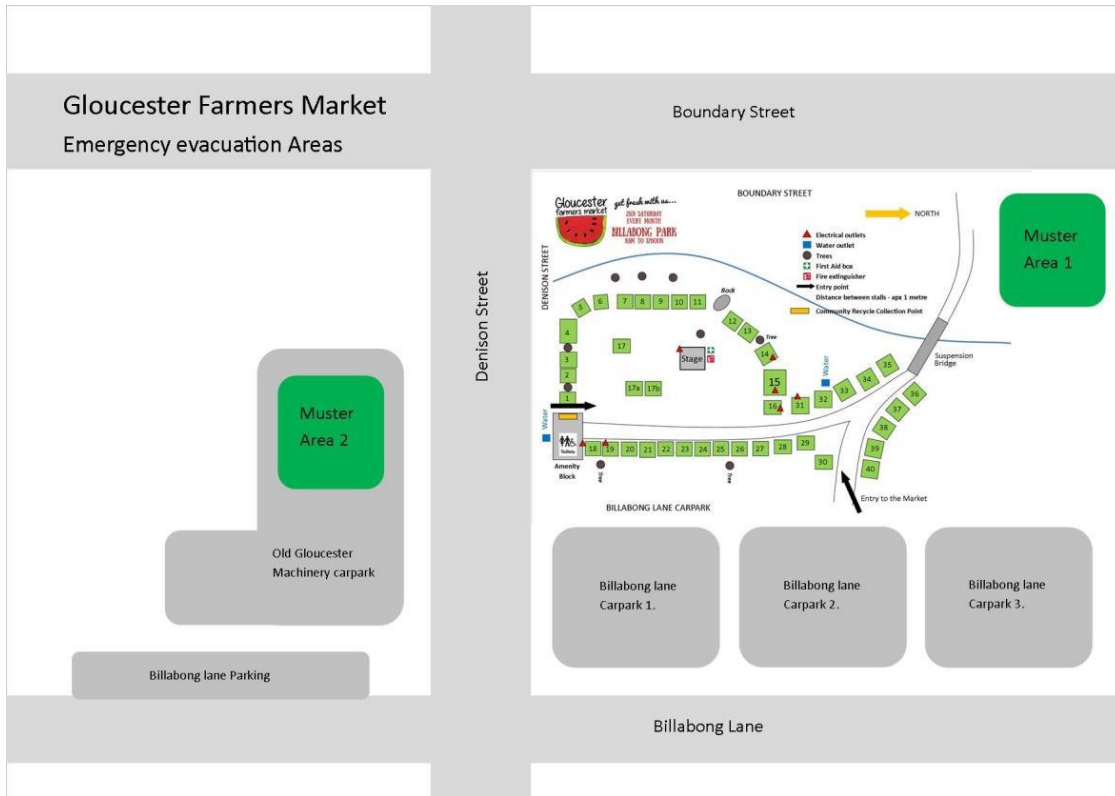 Gloucester Farmers Market
Emergency evacuation Areas
Boundary Street
Denison Street
Gloucester
farmers market
get fresh with us...
2ND SATURDAY
EVERY MONTH
BILLABONG PARK
8AM TO 12NOON
BOUNDARY STREET
NORTH
Electrical outlets
Water outlet
Trees
First Aid box
Fire extinguisher
Entry point
Distance between stalls - apx 1 metre
Community Recycle Collection Point
Muster
Area 1
DENISON STREET
Rock
5
6
7
8
9
10
11
12
13
Tree
14
4
3
2
1
17
Stage
17a
17b
15
16
31
Water
32
33
34
35
Suspension
Bridge
36
37
38
39
40
Water
Toilets
Amenity
Block
18
19
20
21
22
23
24
25
26
27
28
29
30
Tree
Tree
Entry to the Market
BILLABONG LANE CARPARK
Muster
Area 2
Old Gloucester
Machinery carpark
Billabong lane
Carpark 1.
Billabong lane
Carpark 2.
Billabong lane
Carpark 3.
Billabong lane Parking
Billabong Lane